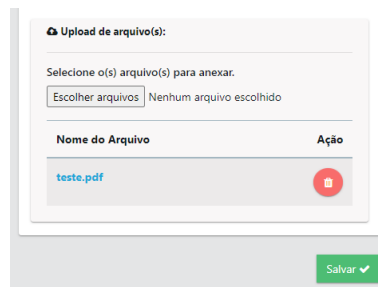 Upload de arquivo(s):
Selecione o(s) arquivo(s) para anexar.
Escolher arquivos Nenhum arquivo escolhido
Nome do Arquivo Ação
teste.pdf
Salvar